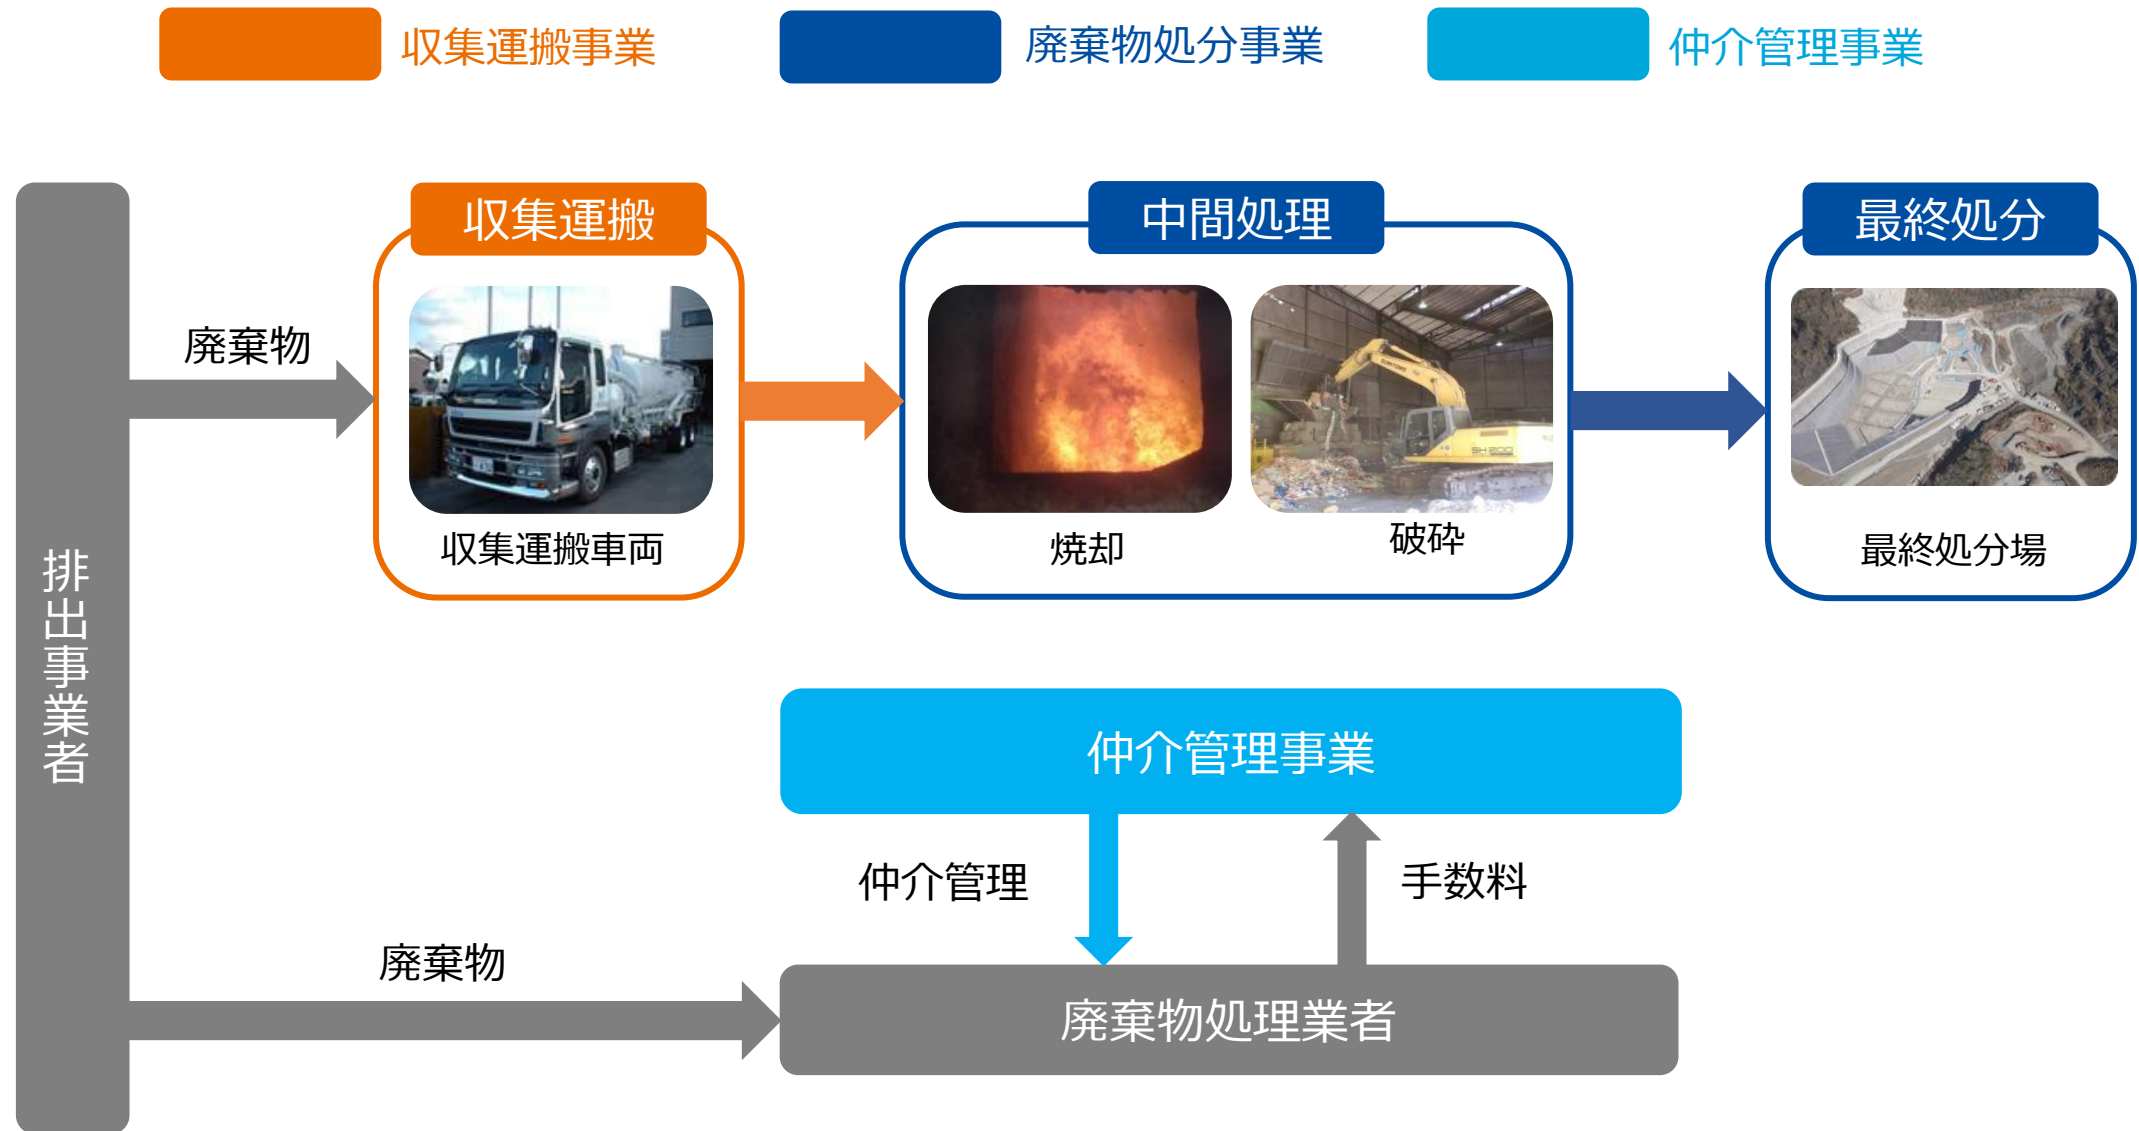 収集運搬事業
廃棄物処分事業
仲介管理事業
収集運搬
中間処理
最終処分
廃棄物
SH200
収集運搬車両
焼却
破砕
最終処分場
排出事業者
仲介管理事業
仲介管理
手数料
廃棄物
廃棄物処理業者